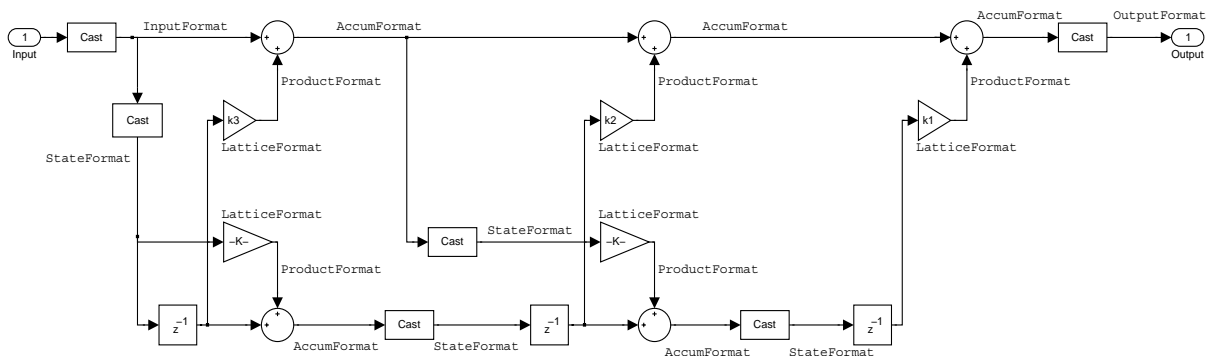 InputFormat
AccumFormat
AccumFormat
AccumFormat
OutputFormat
1
Cast
+
+
+
+
+
+
Cast
1
Input
Output
ProductFormat
ProductFormat
ProductFormat
Cast
k3
k2
k1
StateFormat
LatticeFormat
LatticeFormat
LatticeFormat
LatticeFormat
LatticeFormat
–K–
Cast
StateFormat
–K–
ProductFormat
ProductFormat
z–1
+
+
Cast
z–1
+
+
Cast
z–1
AccumFormat
StateFormat
AccumFormat
StateFormat